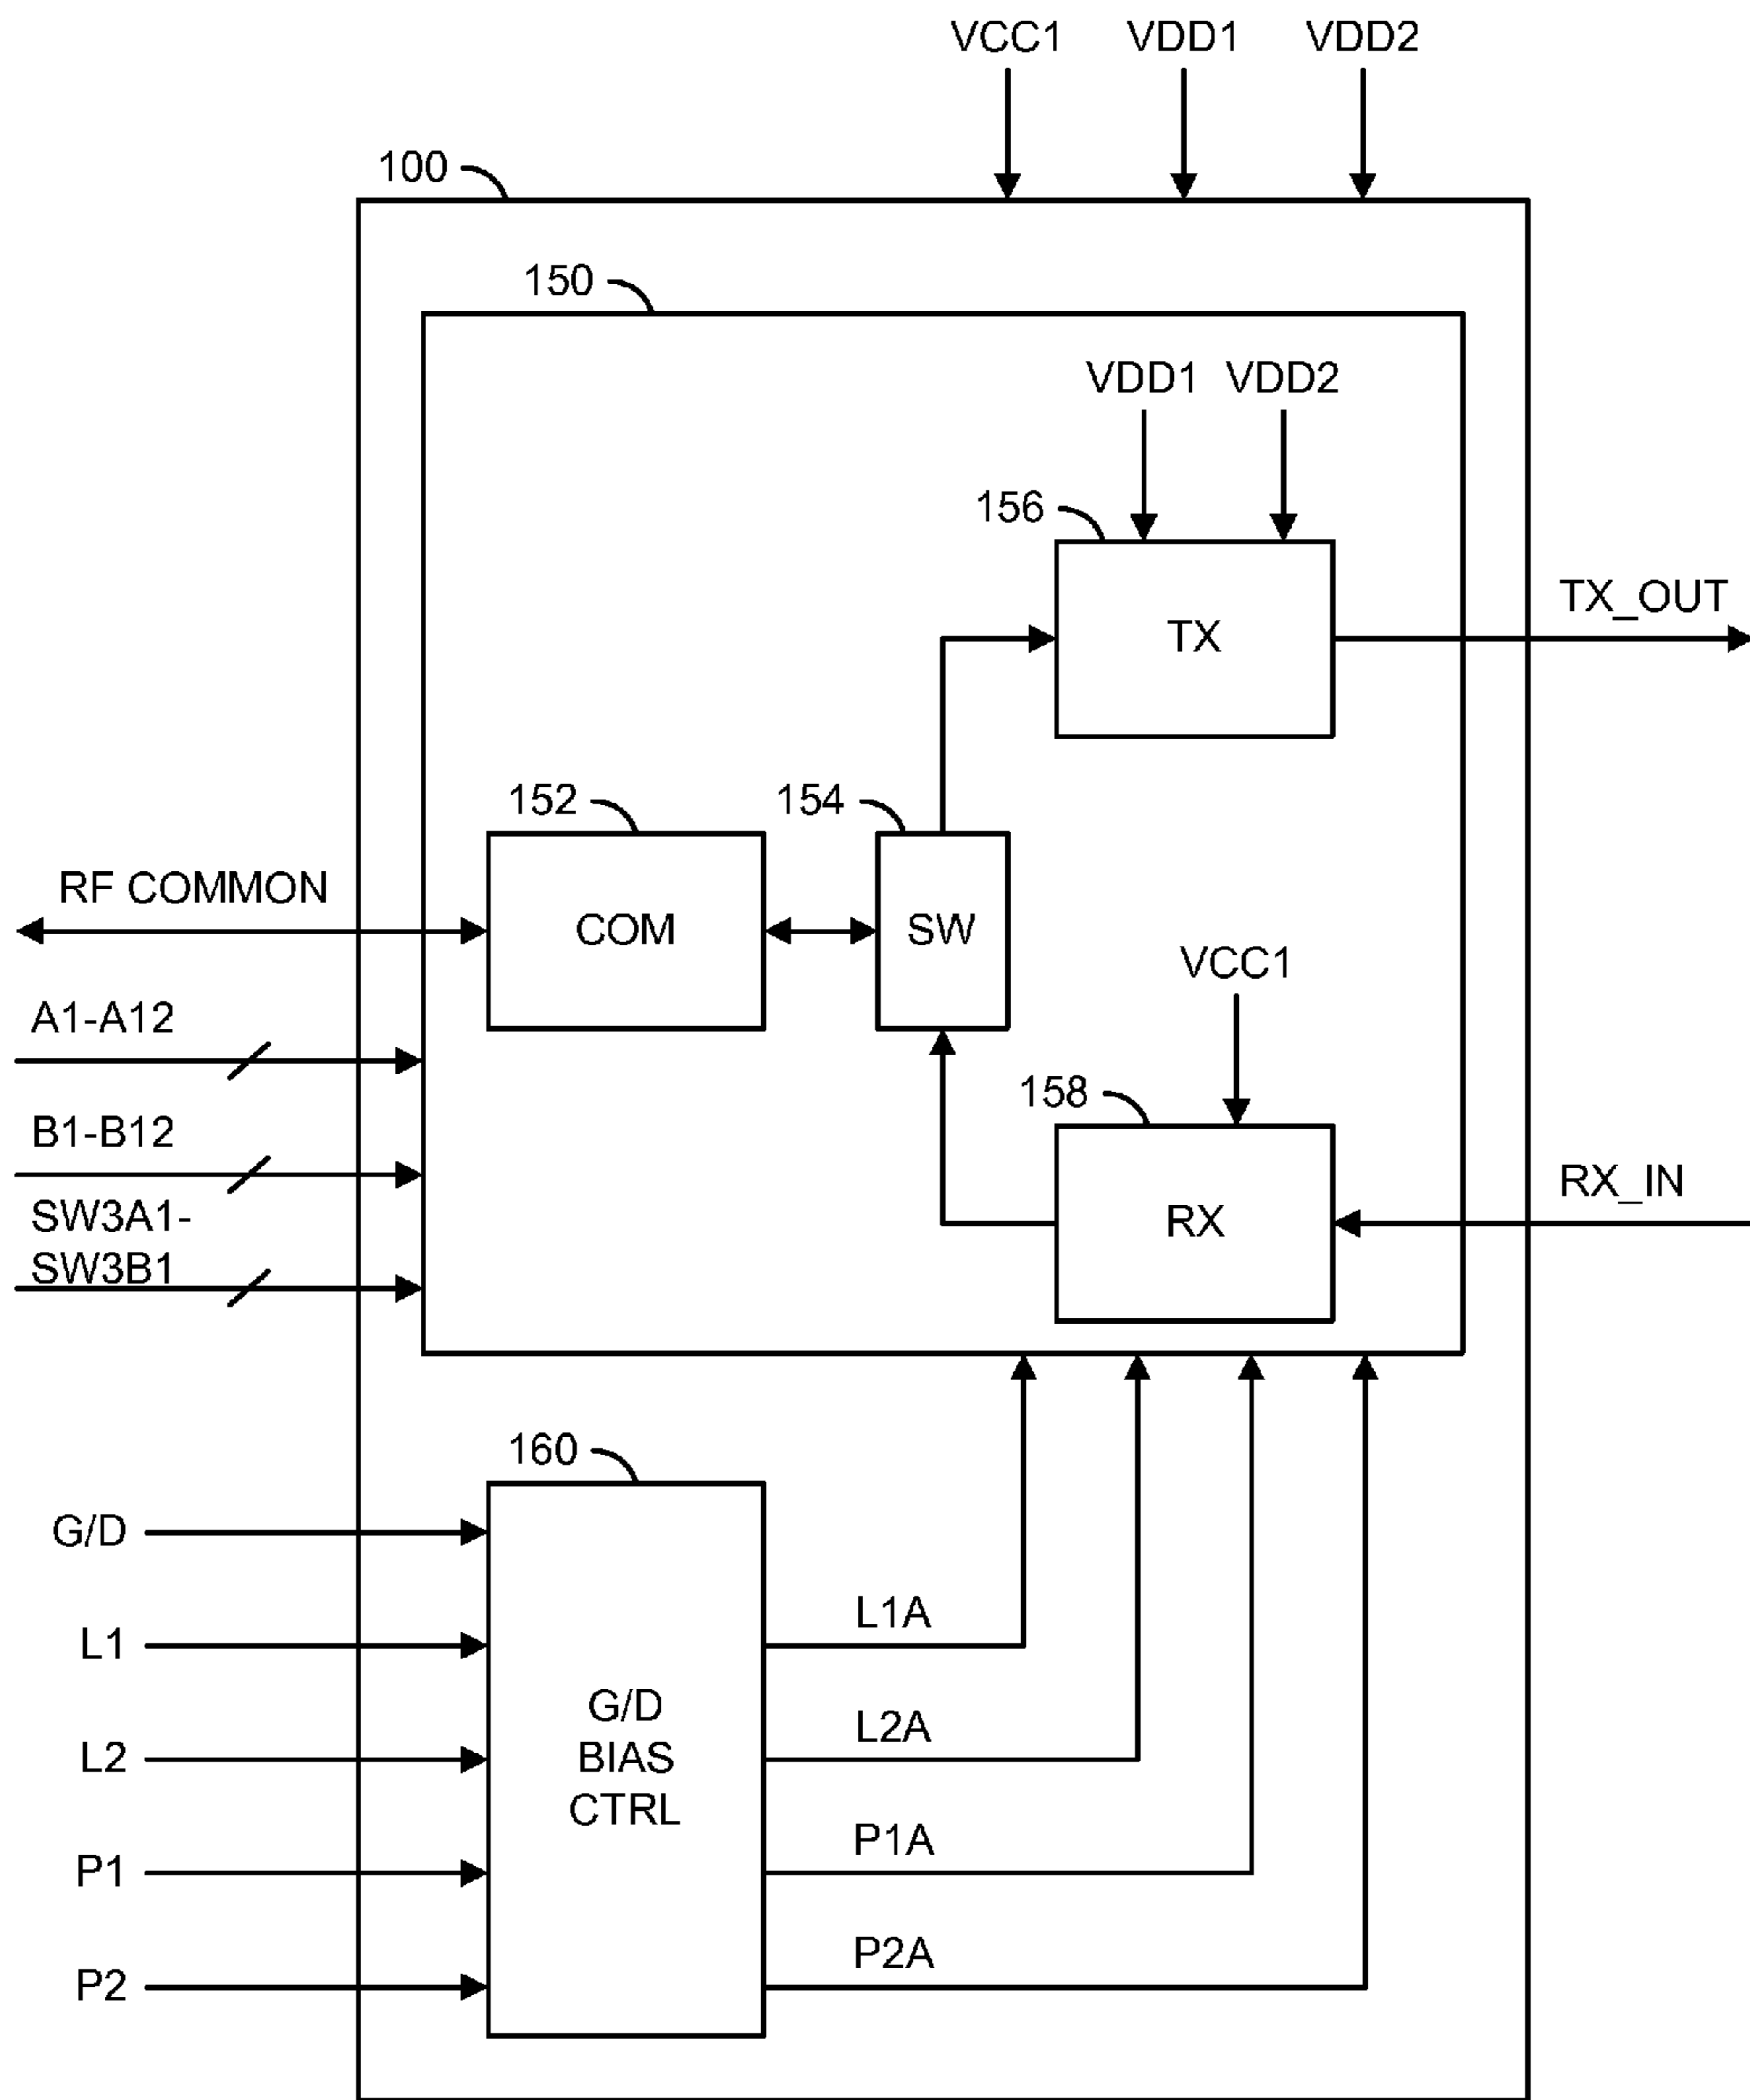 VCC1 VDD1 VDD2
100
150
VDD1 VDD2
156
TX_OUT
TX
152 154
RF COMMON
COM SW
VCC1
A1-A12
158
B1-B12
RX_IN
SW3A1-
RX
SW3B1
160
G/D
L1A
L1
G/D
L2A
L2
BIAS
CTRL
P1A
P1
P2A
P2